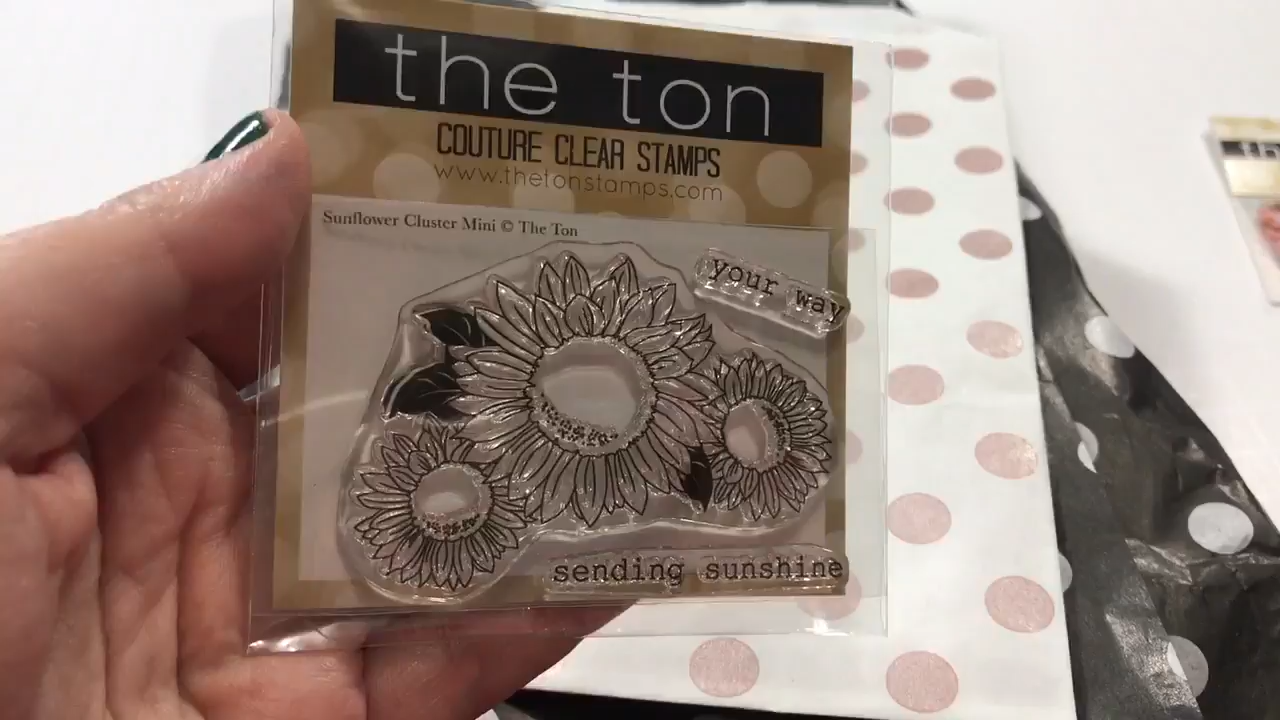 the ton
COUTURE CLEAR STAMPS
www.thetonstamps.com
Sunflower Cluster Mini © The Ton
your way
sending sunshine